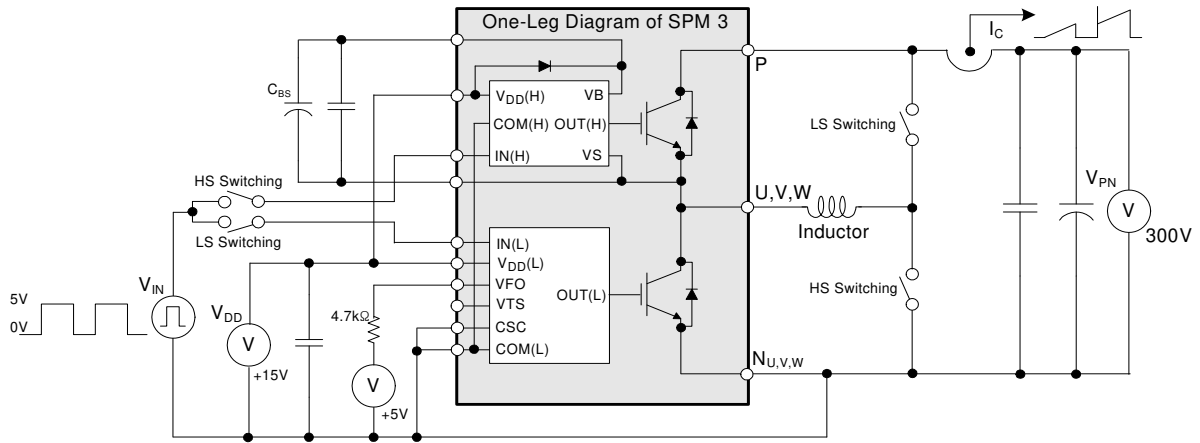 One-Leg Diagram of SPM 3
I_C
P
C_BS
V_DD(H)
VB
COM(H)
OUT(H)
LS Switching
IN(H)
VS
HS Switching
U,V,W
V_PN
V
Inductor
300V
LS Switching
IN(L)
V_DD(L)
V_IN
VFO
HS Switching
5V
OUT(L)
VTS
0V
V_DD
4.7kΩ
CSC
V
COM(L)
N_U,V,W
+15V
V
+5V